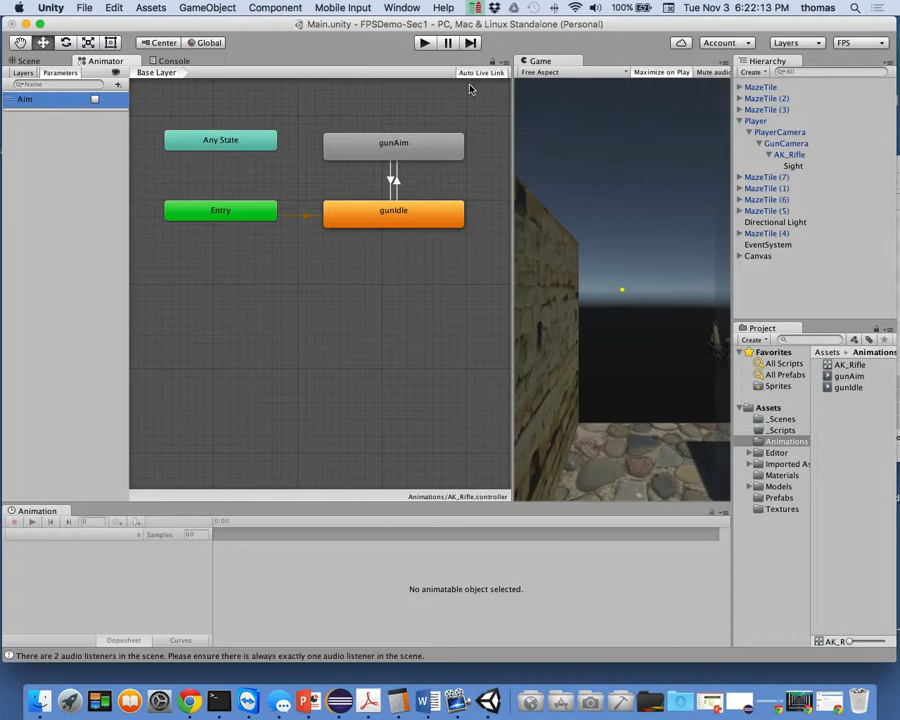 Unity File Edit Assets GameObject Component Mobile Input Window Help 100% Tue Nov 3 6:22:13 PM thomas
Main.unity - FPSDemo-Sec1 - PC, Mac & Linux Standalone (Personal)
Center Global Account Layers FPS
Scene Animator Console Game Hierarchy
Layers Parameters Base Layer Auto Live Link Free Aspect Maximize on Play Mute audio Create All
Name
Aim
Any State
gunAim
Entry
gunIdle
Animations/AK_Rifle.controller
MazeTile
MazeTile (2)
MazeTile (3)
Player
PlayerCamera
GunCamera
AK_Rifle
Sight
MazeTile (7)
MazeTile (1)
MazeTile (6)
MazeTile (5)
Directional Light
MazeTile (4)
EventSystem
Canvas
Project
Create
Favorites
All Scripts
All Prefabs
Sprites
Assets
_Scenes
_Scripts
Animations
Editor
Imported As
Materials
Models
Prefabs
Textures
Assets Animations
AK_Rifle
gunAim
gunIdle
AK_R
Animation
0 0:00
Samples 60
No animatable object selected.
Dopesheet Curves
There are 2 audio listeners in the scene. Please ensure there is always exactly one audio listener in the scene.